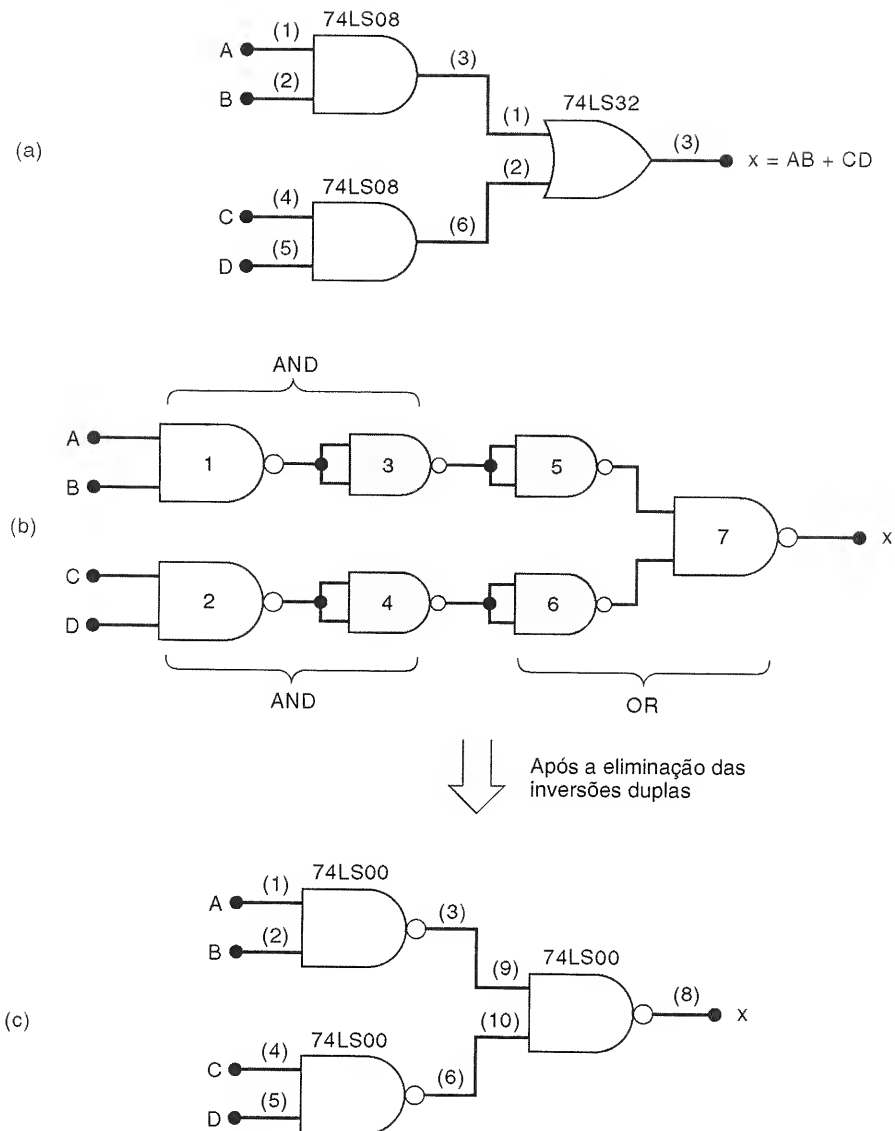 (a)
74LS08
A (1)
B (2)
(3)
74LS08
C (4)
D (5)
(6)
74LS32
(1)
(2)
(3)
x = AB + CD
(b)
AND
A
B
1
3
5
C
D
2
4
6
7
x
AND
OR
Após a eliminação das
inversões duplas
(c)
74LS00
A (1)
B (2)
(3)
74LS00
C (4)
D (5)
(6)
74LS00
(9)
(10)
(8)
x